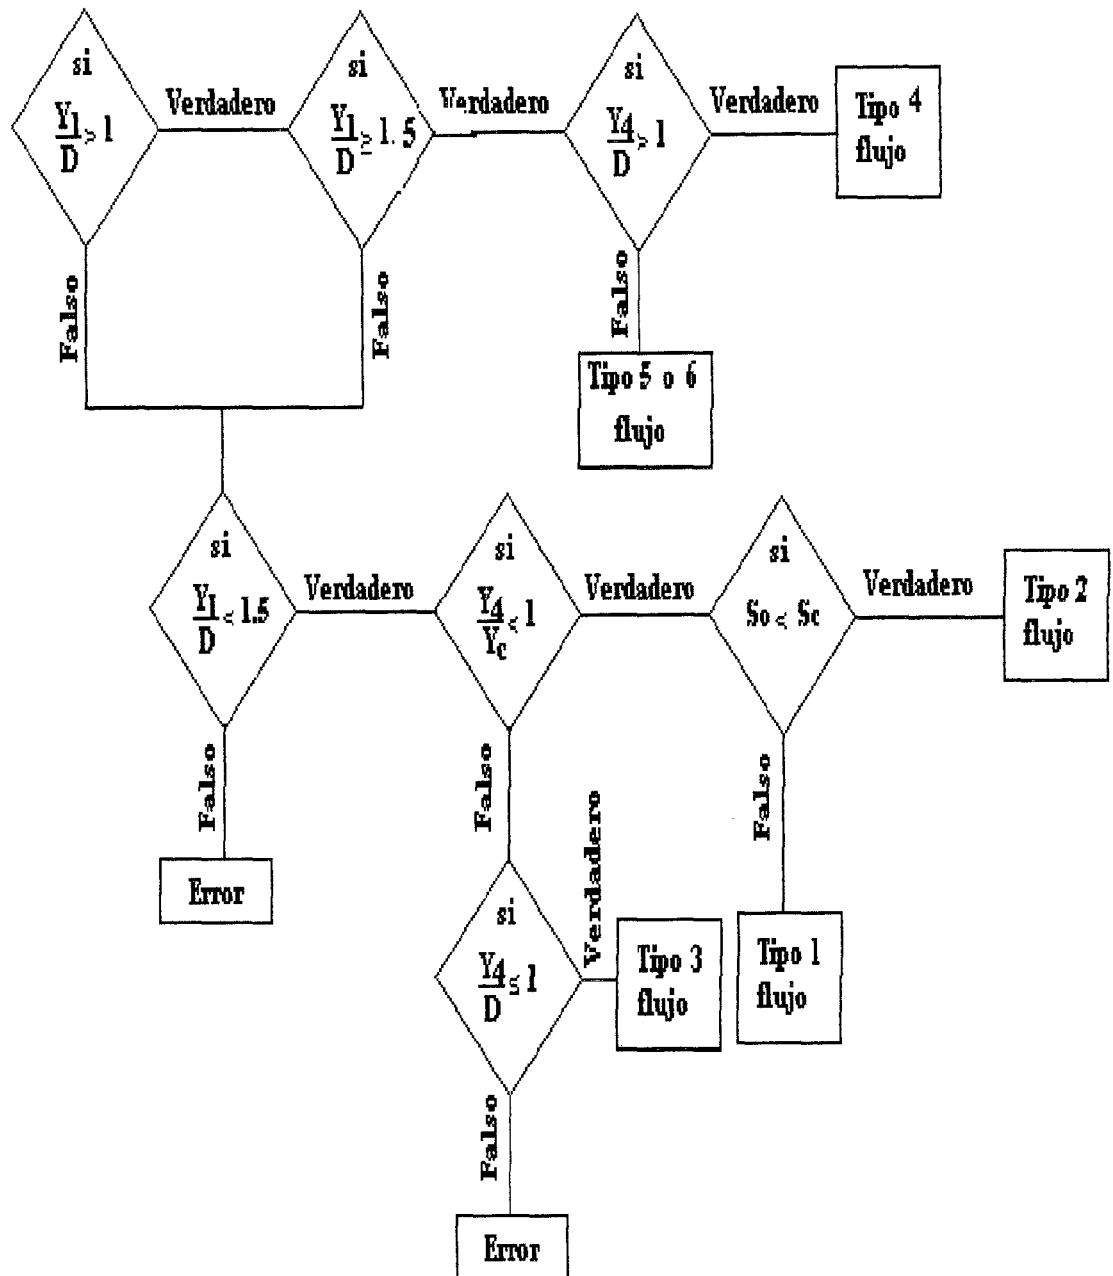 si
Y1
D
> 1
Verdadero
si
Y1
D
≥ 1.5
Verdadero
si
Y4
D
> 1
Verdadero
Tipo 4
flujo
Falso
Falso
Falso
Tipo 5 o 6
flujo
si
Y1
D
< 1.5
Verdadero
si
Y4
Yc
< 1
Verdadero
si
So < Sc
Verdadero
Tipo 2
flujo
Falso
Falso
Falso
Error
si
Y4
D
≤ 1
Verdadero
Tipo 3
flujo
Tipo 1
flujo
Falso
Error